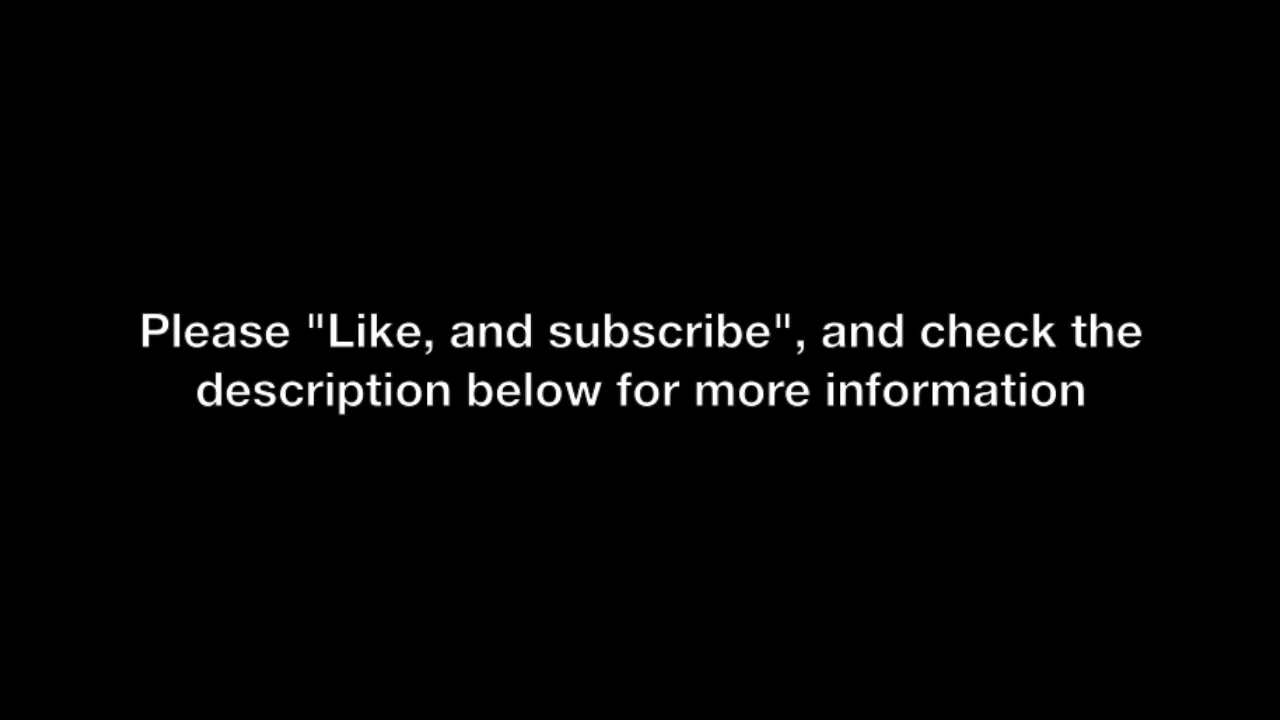 Please "Like, and subscribe", and check the
description below for more information